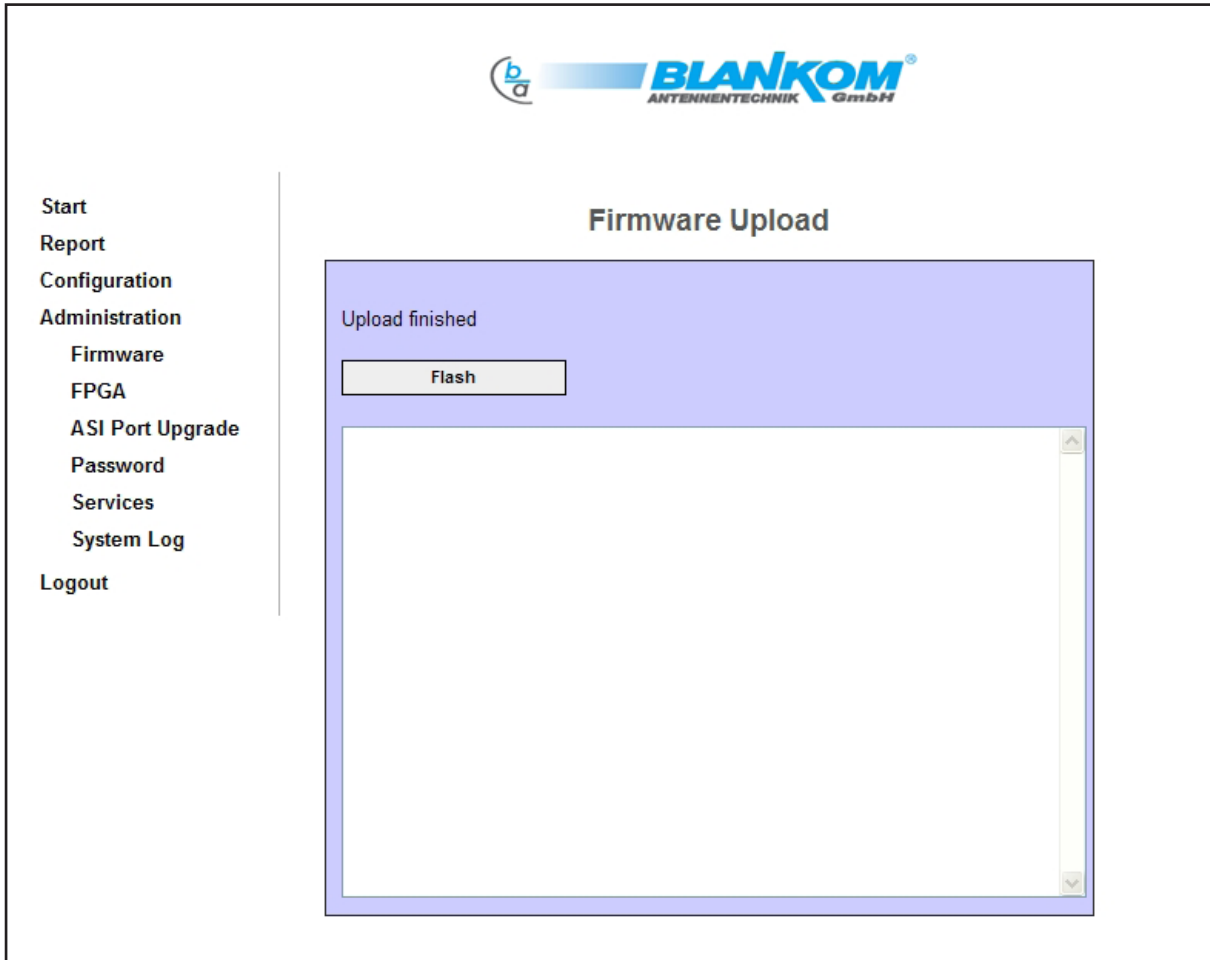 b
a
BLANKOM®
ANTENNENTECHNIK GmbH
Start
Report
Configuration
Administration
Firmware
FPGA
ASI Port Upgrade
Password
Services
System Log
Logout
Firmware Upload
Upload finished
Flash